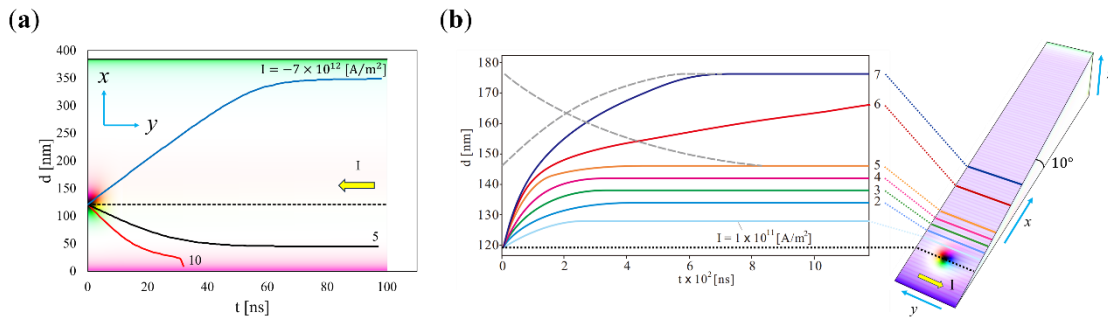 (a)
(b)
d [nm]
400
350
300
250
200
150
100
50
0
I = −7 × 10¹² [A/m²]
x
y
I
5
10
0
20
40
60
80
100
t [ns]
d [nm]
180
170
160
150
140
130
120
7
6
5
4
3
2
I = 1 x 10¹¹ [A/m²]
0
2
4
6
8
10
t x 10² [ns]
10°
x
I
y